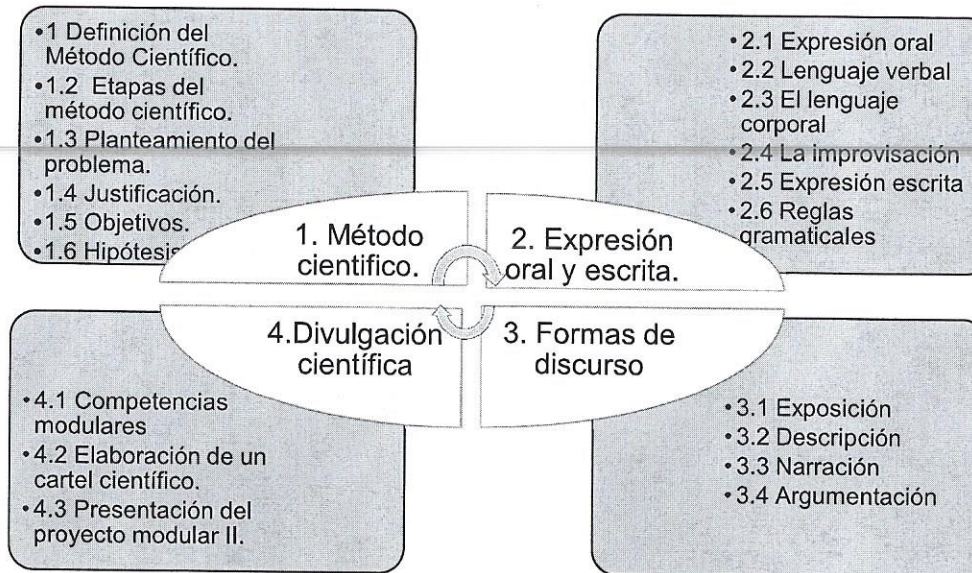 •1 Definición del
Método Científico.
•1.2 Etapas del
método científico.
•1.3 Planteamiento del
problema.
•1.4 Justificación.
•1.5 Objetivos.
•1.6 Hipótesis
•2.1 Expresión oral
•2.2 Lenguaje verbal
•2.3 El lenguaje
corporal
•2.4 La improvisación
•2.5 Expresión escrita
•2.6 Reglas
gramaticales
1. Método
cientifico.
2. Expresión
oral y escrita.
4.Divulgación
científica
3. Formas de
discurso
•4.1 Competencias
modulares
•4.2 Elaboración de un
cartel científico.
•4.3 Presentación del
proyecto modular II.
•3.1 Exposición
•3.2 Descripción
•3.3 Narración
•3.4 Argumentación